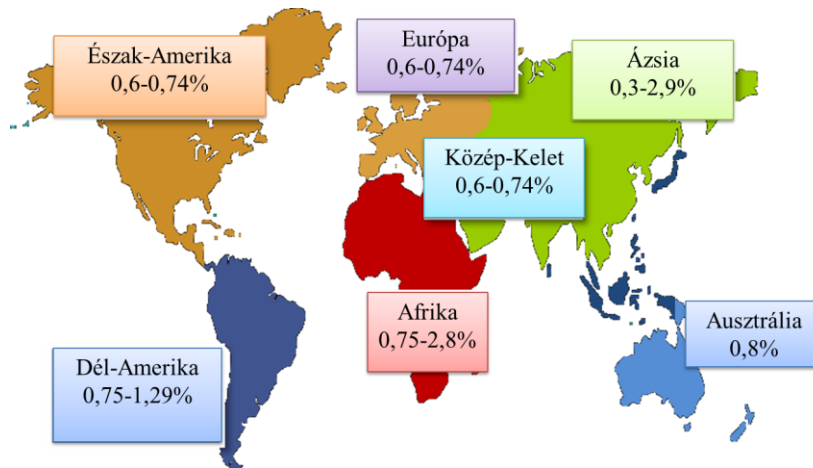 Észak-Amerika
0,6-0,74%
Európa
0,6-0,74%
Ázsia
0,3-2,9%
Közép-Kelet
0,6-0,74%
Afrika
0,75-2,8%
Ausztrália
0,8%
Dél-Amerika
0,75-1,29%